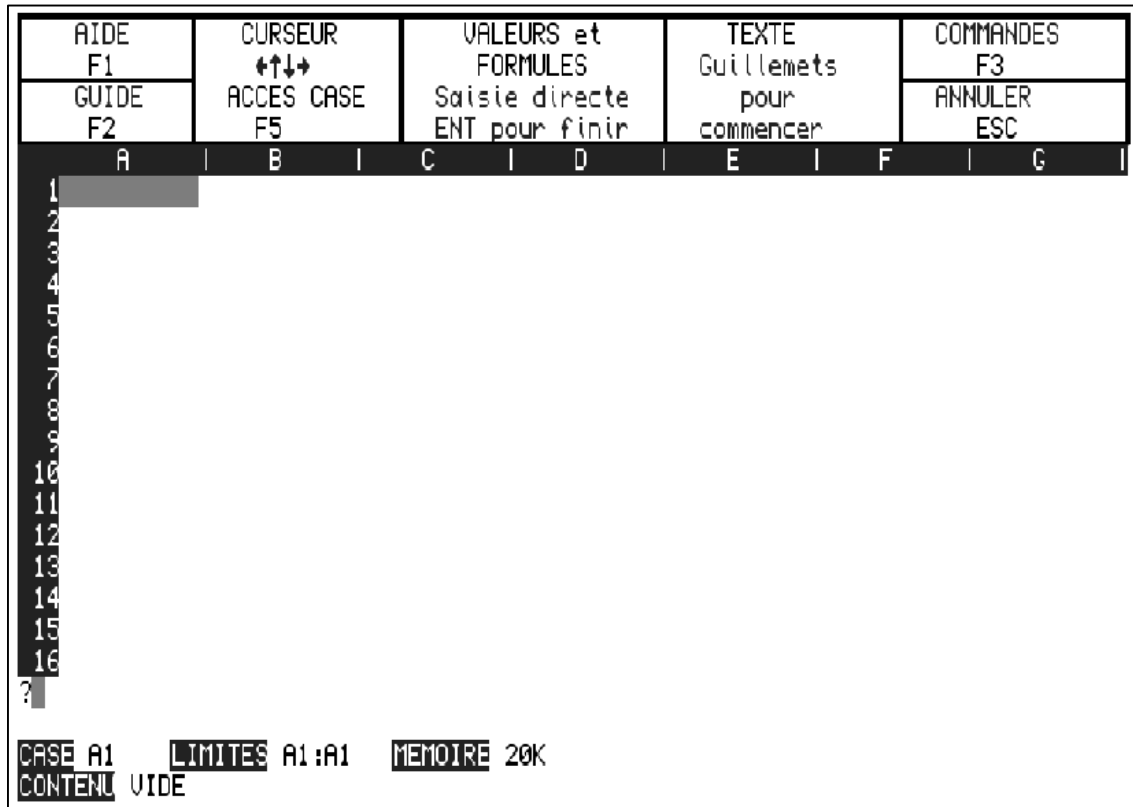 AIDE CURSEUR VALEURS et TEXTE COMMANDES
F1 ←↑↓→ FORMULES Guillemets F3
GUIDE ACCES CASE Saisie directe pour ANNULER
F2 F5 ENT pour finir commencer ESC
A | B | C | D | E | F | G |
1
2
3
4
5
6
7
8
9
10
11
12
13
14
15
16
?
CASE A1 LIMITES A1:A1 MEMOIRE 20K
CONTENU VIDE